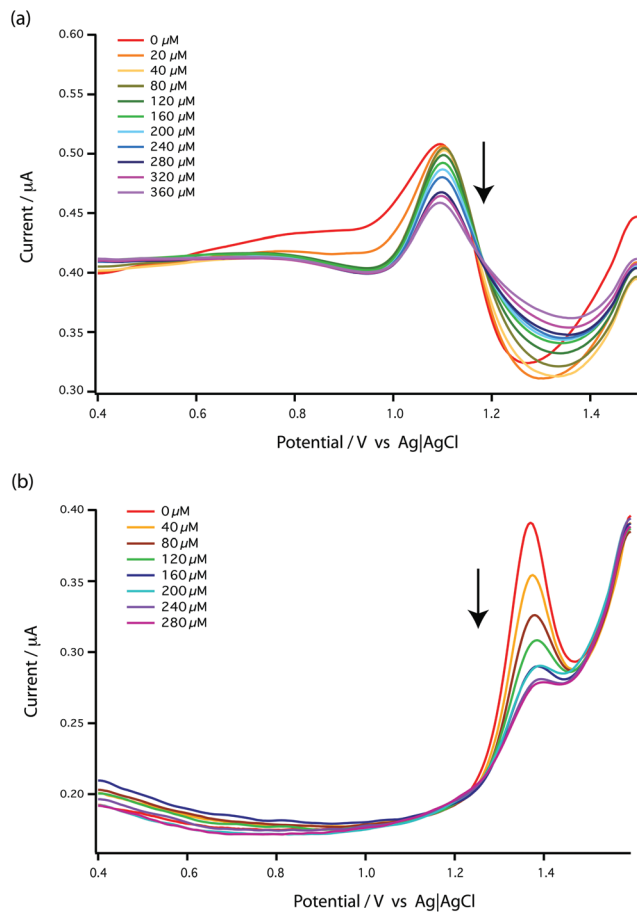 (a)
0.60
0.55
0.50
0.45
0.40
0.35
0.30
Current / µA
0 µM
20 µM
40 µM
80 µM
120 µM
160 µM
200 µM
240 µM
280 µM
320 µM
360 µM
0.4 0.6 0.8 1.0 1.2 1.4
Potential / V vs Ag|AgCl
(b)
0.40
0.35
0.30
0.25
0.20
Current / µA
0 µM
40 µM
80 µM
120 µM
160 µM
200 µM
240 µM
280 µM
0.4 0.6 0.8 1.0 1.2 1.4
Potential / V vs Ag|AgCl